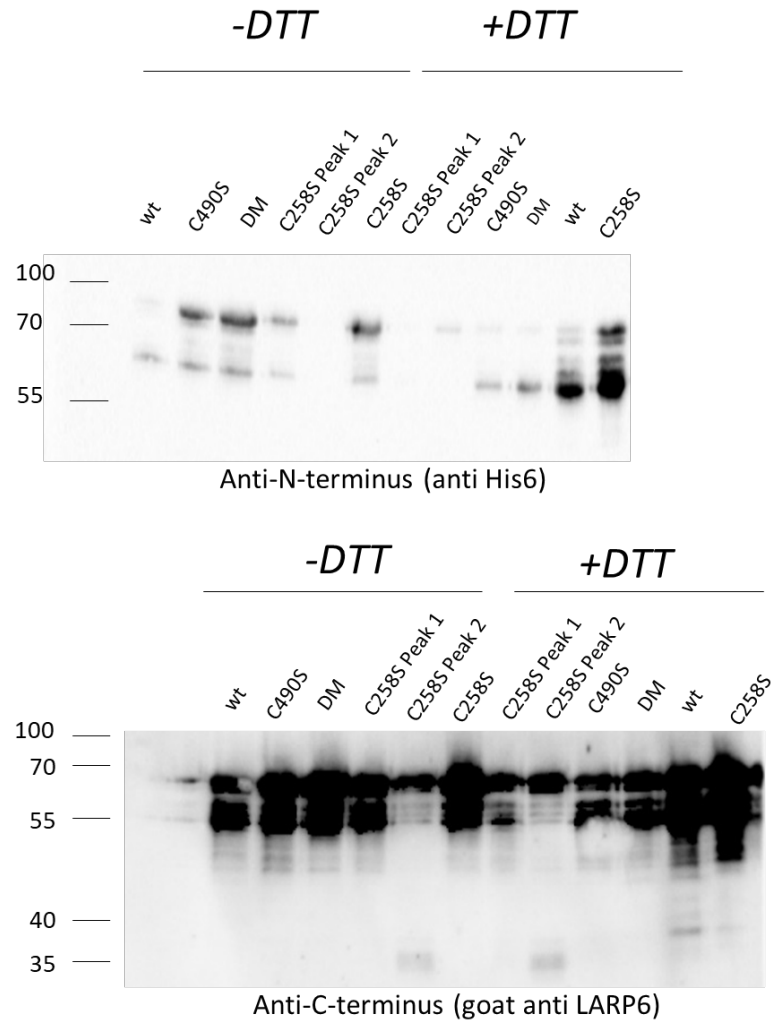 -DTT +DTT
wt C490S DM C258S Peak 1 C258S Peak 2 C258S C258S Peak 1 C258S Peak 2 C490S DM wt C258S
100
70
55
Anti-N-terminus (anti His6)
-DTT +DTT
wt C490S DM C258S Peak 1 C258S Peak 2 C258S C258S Peak 1 C258S Peak 2 C490S DM wt C258S
100
70
55
40
35
Anti-C-terminus (goat anti LARP6)